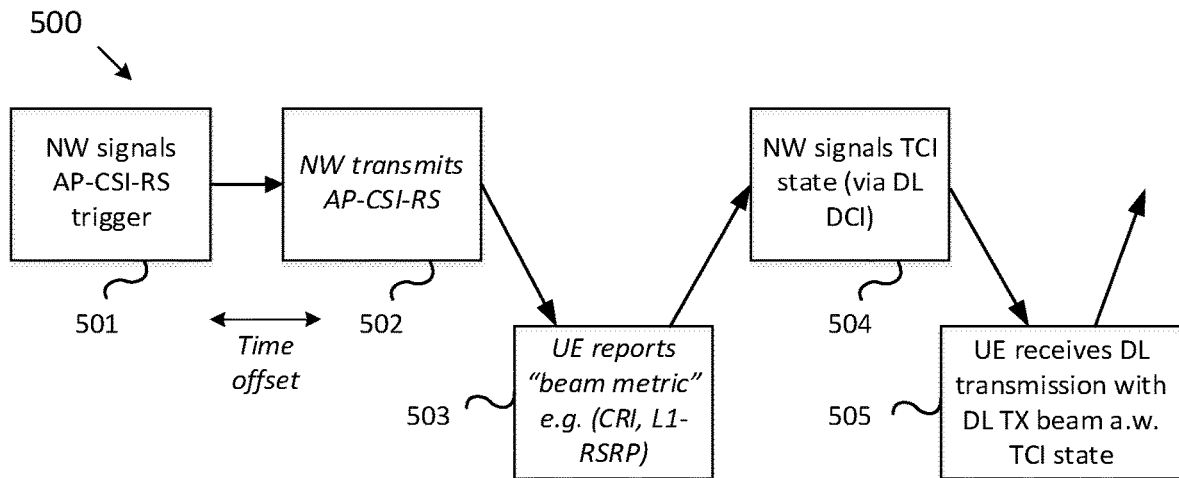 500
NW signals
AP-CSI-RS
trigger
501
NW transmits
AP-CSI-RS
502
Time
offset
UE reports
“beam metric”
e.g. (CRI, L1-
RSRP)
503
NW signals TCI
state (via DL
DCI)
504
UE receives DL
transmission with
DL TX beam a.w.
TCI state
505